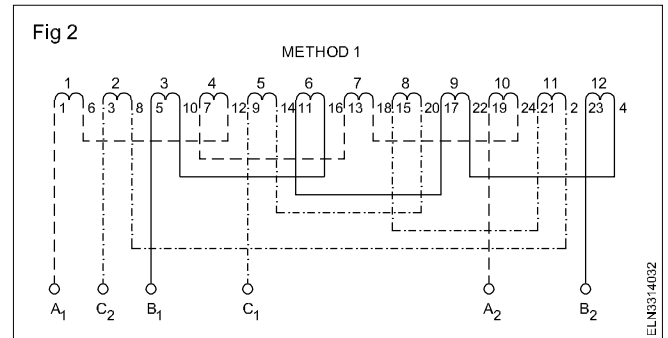 Fig 2
METHOD 1
1 2 3 4 5 6 7 8 9 10 11 12
1 6 3 8 5 10 7 12 9 14 11 16 13 18 15 20 17 22 19 24 21 2 23 4
A1 C2 B1 C1 A2 B2
ELN3314032